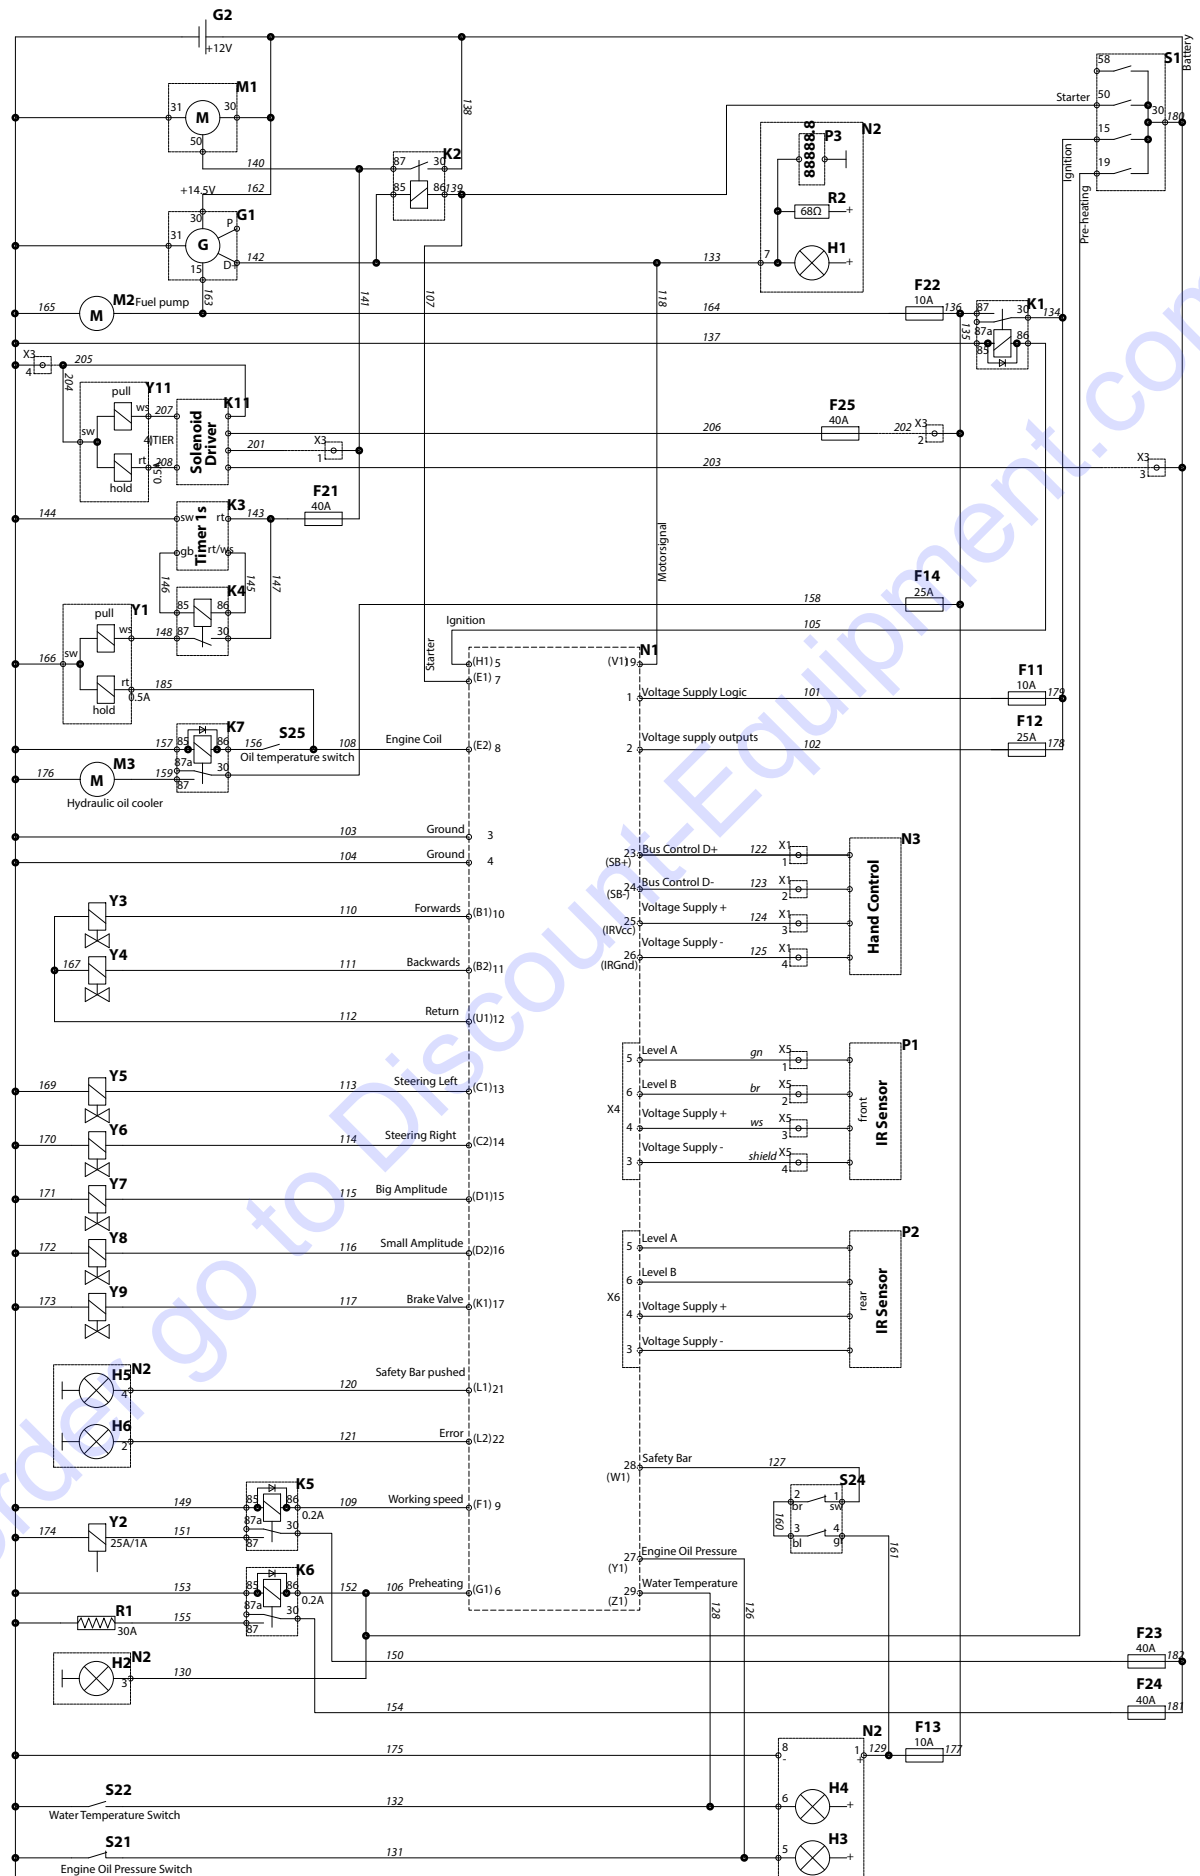 G2
+12V
Battery
S1
58
50
Starter
30
180
15
19
Ignition
Pre-heating
M1
31
M
30
50
138
140
K2
87
30
85
86
139
N2
P3
88888.8
R2
68Ω
+
H1
7
+
+14.5V
162
30
G1
P
31
G
D+
15
142
133
163
141
107
118
165
M
M2
Fuel pump
164
F22
10A
136
135
K1
87
30
87a
85
86
134
137
X3
4
205
204
pull
Y11
ws
207
sw
4)TIER
rt
208
0.5A
hold
K11
Solenoid
Driver
206
F25
40A
202
X3
2
201
X3
1
203
X3
3
144
K3
Timer 1s
sw
rt
gb
rt/ws
143
F21
40A
146
145
147
Motorsignal
K4
85
86
87
30
148
158
F14
25A
105
Ignition
pull
Y1
ws
sw
166
rt
0.5A
185
hold
Starter
N1
(H1)
5
(E1)
7
(V1)
19
1
Voltage Supply Logic
101
F11
10A
179
2
Voltage supply outputs
102
F12
25A
178
K7
157
85
86
87a
30
87
156
S25
Oil temperature switch
108
Engine Coil
(E2)
8
176
M
M3
159
Hydraulic oil cooler
103
Ground
3
104
Ground
4
23
(SB+)
Bus Control D+
122
X1
1
24
(SB-)
Bus Control D-
123
X1
2
25
(IRVcc)
Voltage Supply +
124
X1
3
26
(IRGnd)
Voltage Supply -
125
X1
4
N3
Hand Control
Y3
110
Forwards
(B1)10
167
Y4
111
Backwards
(B2)11
112
Return
(U1)12
X4
5
Level A
gn
X5
1
6
Level B
br
X5
2
4
Voltage Supply +
ws
X5
3
3
Voltage Supply -
shield
X5
4
P1
front
IR Sensor
169
Y5
113
Steering Left
(C1)13
170
Y6
114
Steering Right
(C2)14
171
Y7
115
Big Amplitude
(D1)15
172
Y8
116
Small Amplitude
(D2)16
173
Y9
117
Brake Valve
(K1)17
X6
5
Level A
6
Level B
4
Voltage Supply +
3
Voltage Supply -
P2
rear
IR Sensor
N2
H5
4
120
Safety Bar pushed
(L1)21
H6
2
121
Error
(L2)22
28
(W1)
Safety Bar
127
S24
2
1
br
sw
160
3
4
bl
gr
161
149
K5
85
86
87a
30
87
0.2A
109
Working speed
(F1)
9
174
Y2
25A/1A
151
153
K6
85
86
87a
30
87
0.2A
152
106
Preheating
(G1)
6
R1
30A
155
27
(Y1)
Engine Oil Pressure
29
(Z1)
Water Temperature
128
126
N2
H2
3
130
150
F23
40A
182
154
F24
40A
181
175
N2
8
-
1
+
129
F13
10A
177
S22
Water Temperature Switch
132
6
H4
+
S21
Engine Oil Pressure Switch
131
5
H3
+
order go to Discount-Equipment.com